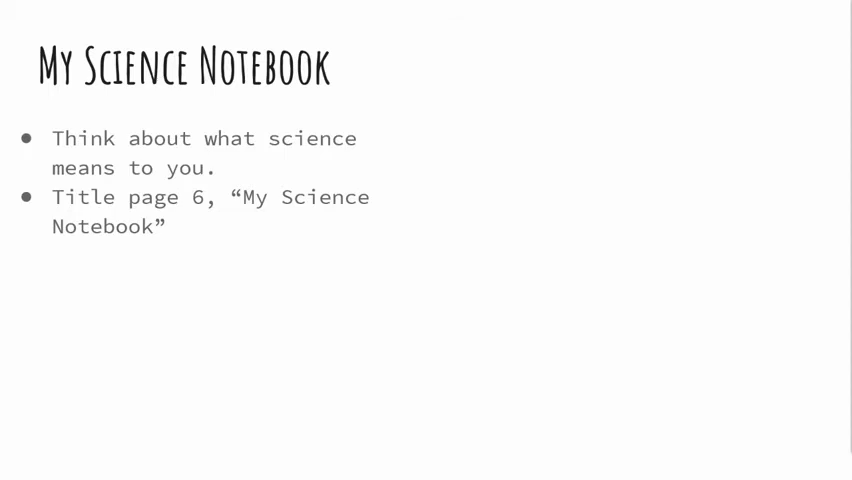 My Science Notebook
● Think about what science
means to you.
● Title page 6, “My Science
Notebook”